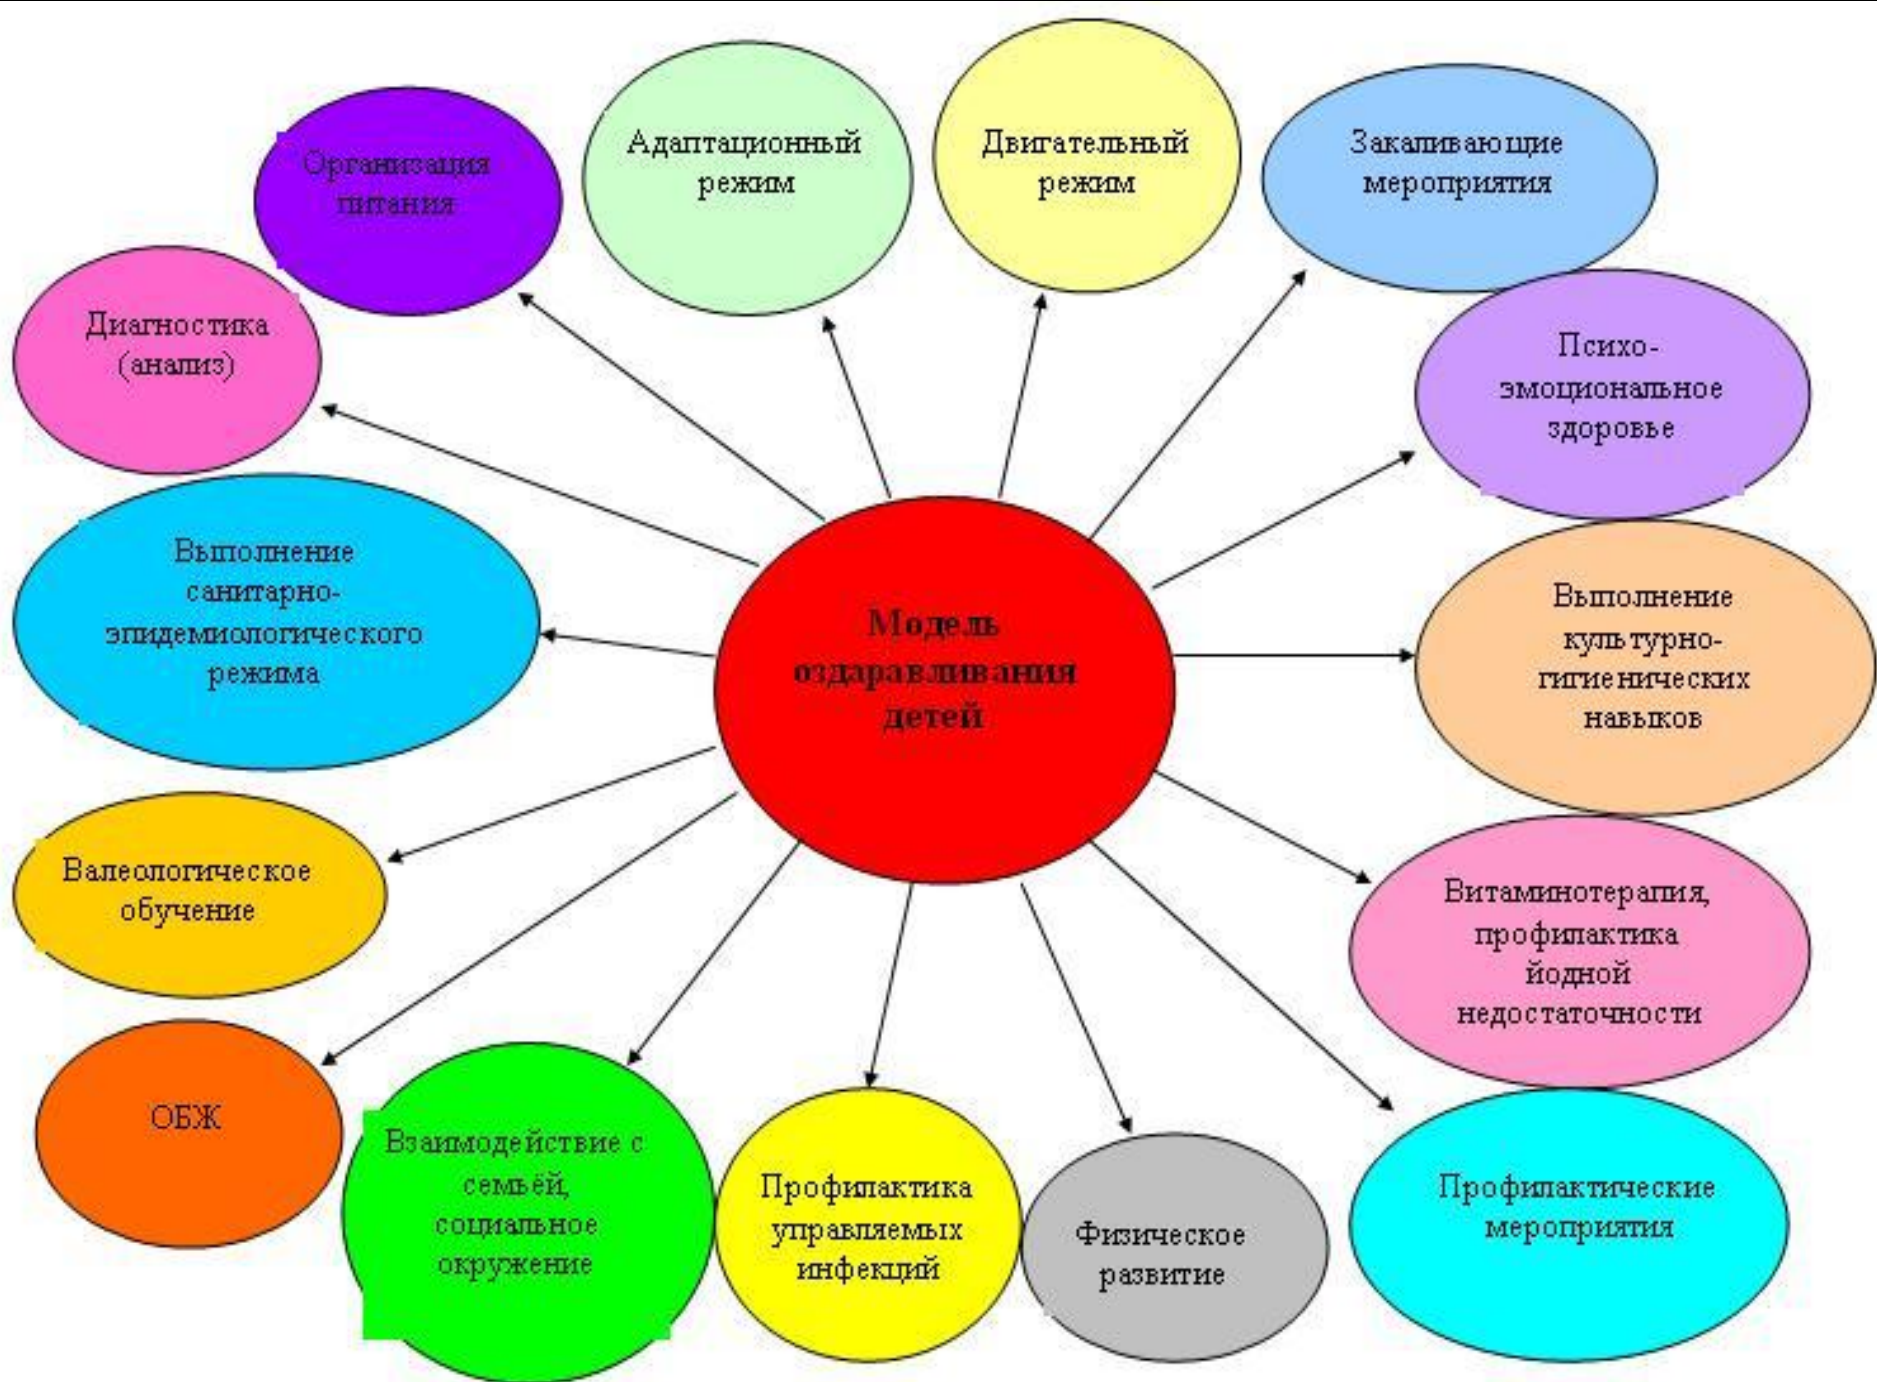 Организация
питания
Адаптационный
режим
Двигательный
режим
Закаливающие
мероприятия
Диагностика
(анализ)
Психо-
эмоциональное
здоровье
Выполнение
санитарно-
эпидемиологического
режима
Модель
оздаравливания
детей
Выполнение
культурно-
гигиенических
навыков
Валеологическое
обучение
Витаминотерапия,
профилактика
йодной
недостаточности
ОБЖ
Взаимодействие с
семьёй,
социальное
окружение
Профилактика
управляемых
инфекций
Физическое
развитие
Профилактические
мероприятия